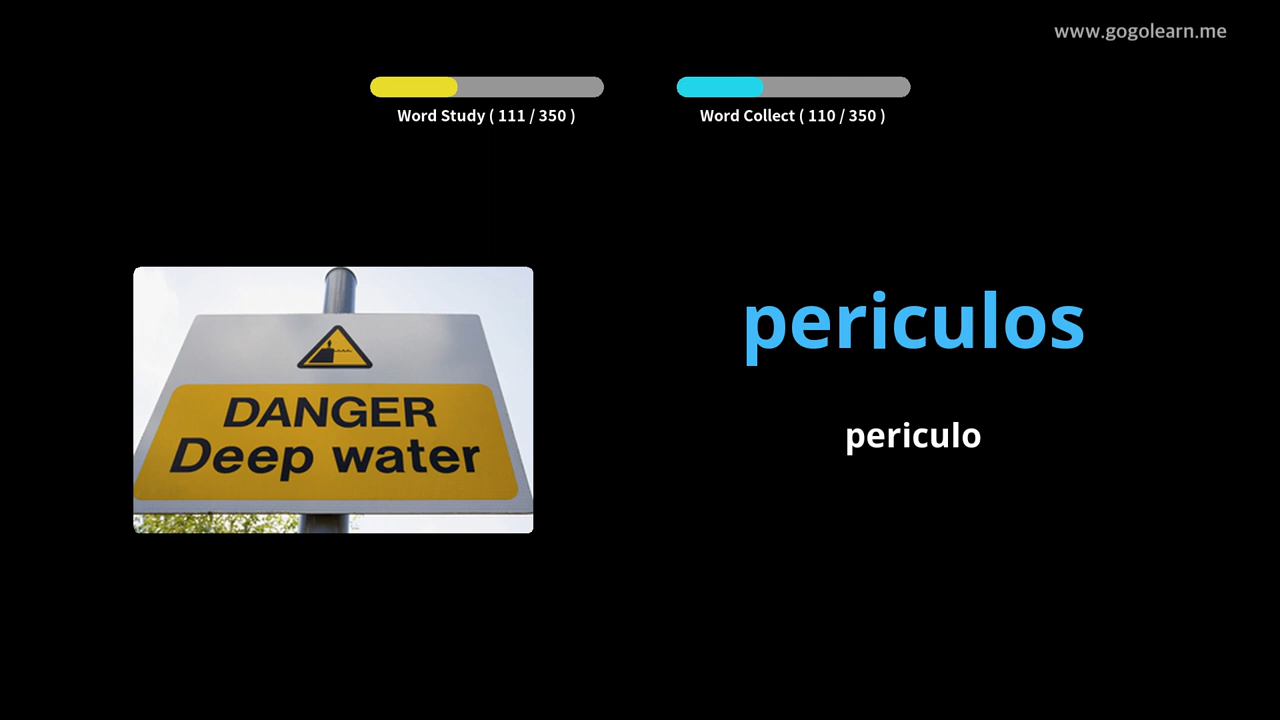 www.gogolearn.me
Word Study ( 111 / 350 )
Word Collect ( 110 / 350 )
DANGER
Deep water
periculos
periculo